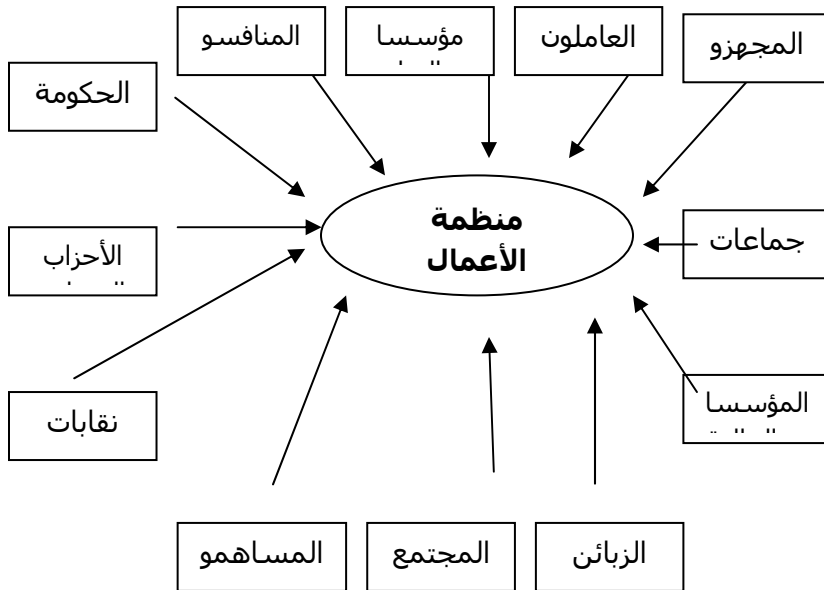 المجهزو
العاملون
مؤسسا
المنافسو
الحكومة
منظمة
الأعمال
جماعات
الأحزاب
المؤسسا
نقابات
الزبائن
المجتمع
المساهمو